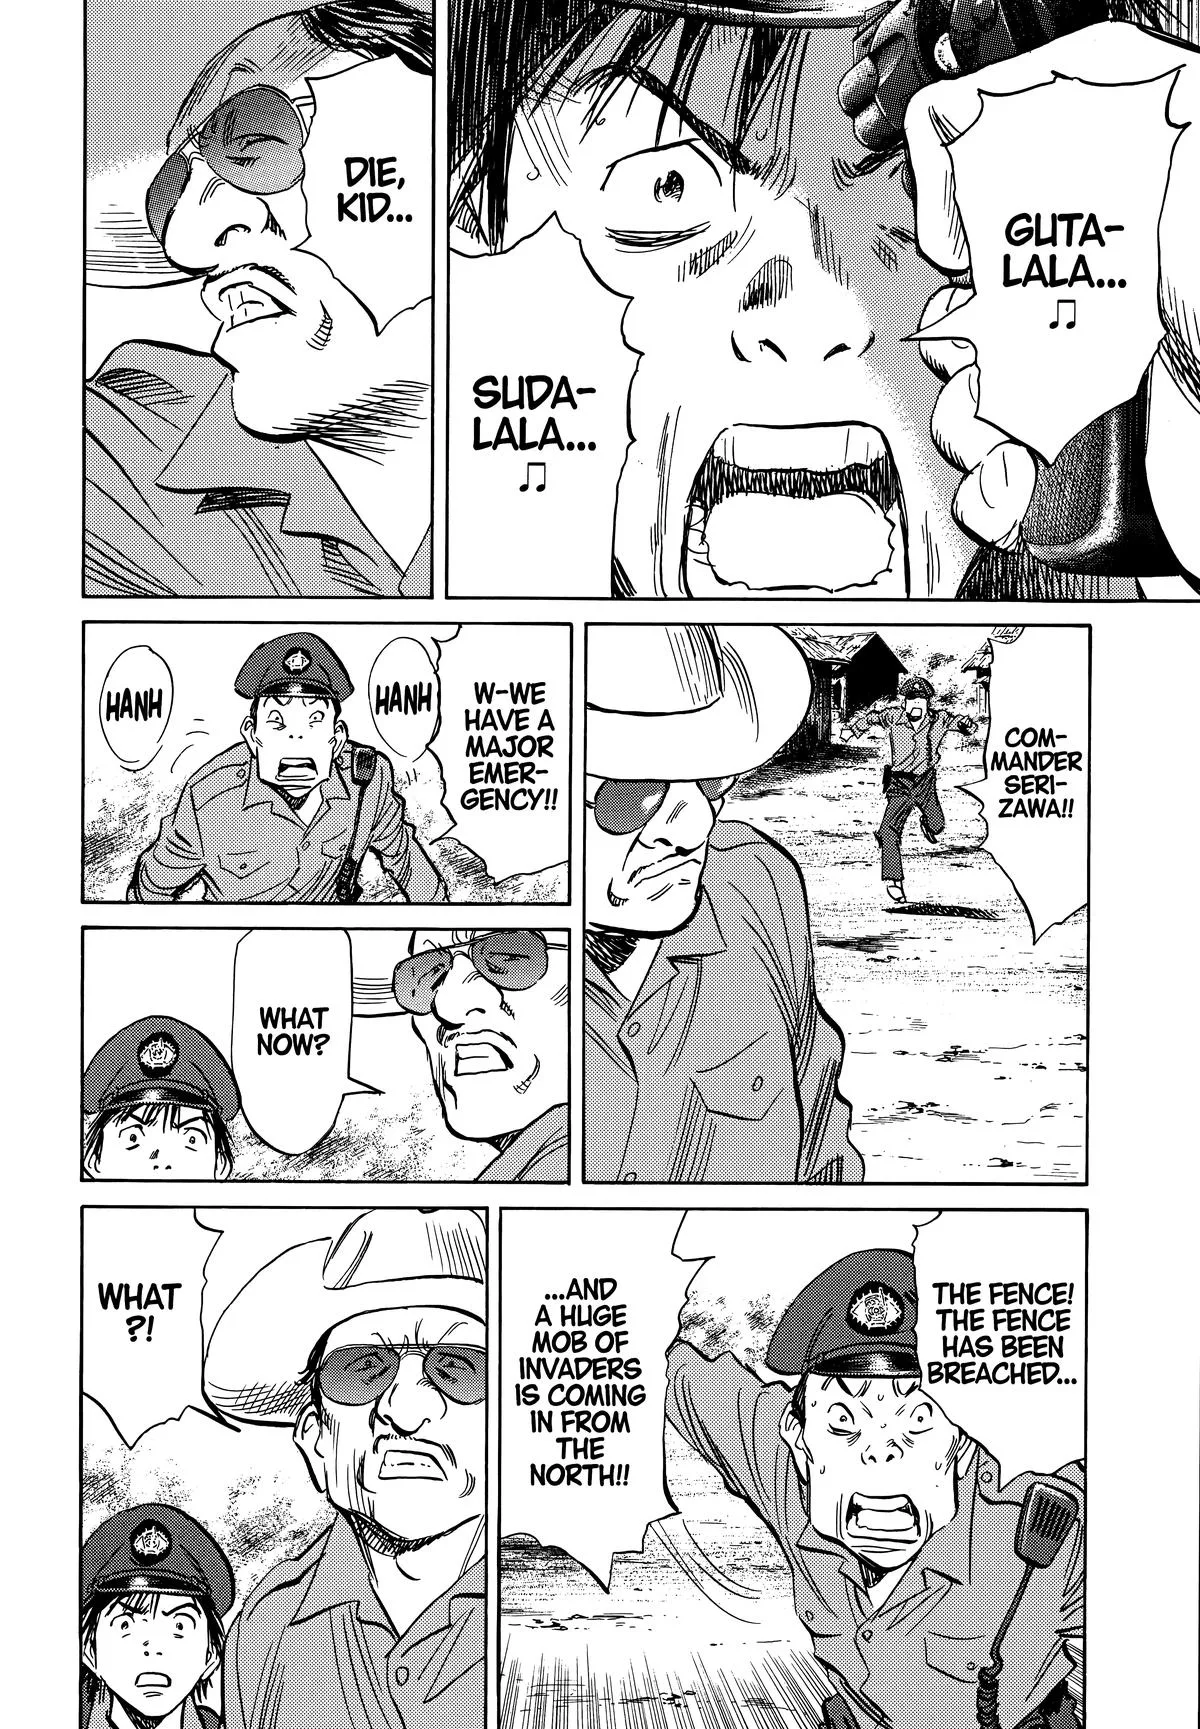 GUTA-
LALA...
♫
SUDA-
LALA...
♫
DIE,
KID...
COM-
MANDER
SERI-
ZAWA!!
W-WE
HAVE A
MAJOR
EMER-
GENCY!!
HANH
HANH
WHAT
NOW?
THE FENCE!
THE FENCE
HAS BEEN
BREACHED...
...AND
A HUGE
MOB OF
INVADERS
IS COMING
IN FROM
THE
NORTH!!
WHAT
?!